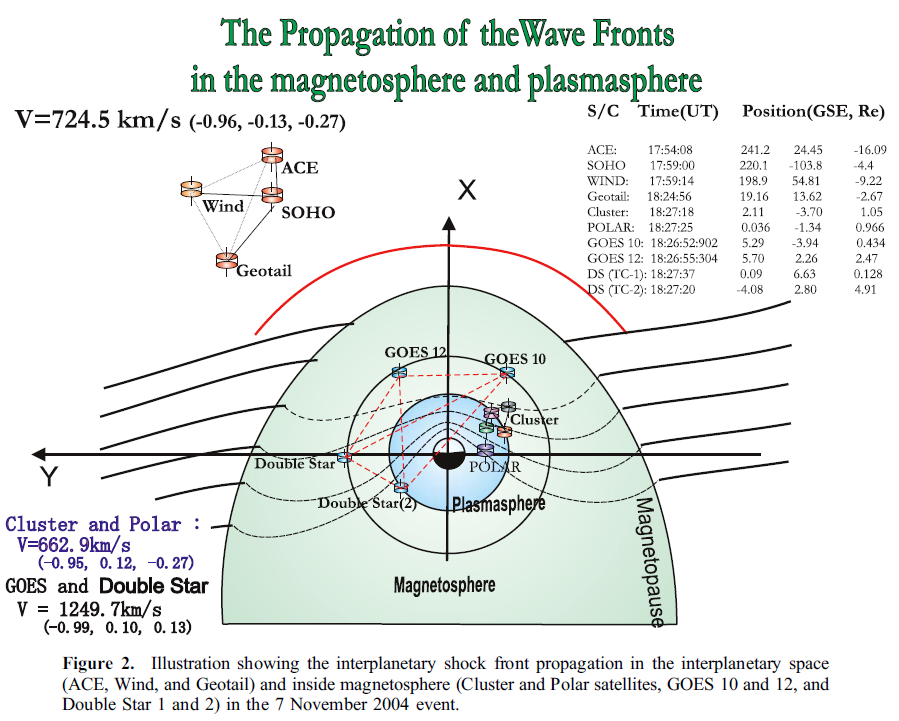 The Propagation of theWave Fronts
in the magnetosphere and plasmasphere
V=724.5 km/s (-0.96, -0.13, -0.27)
S/C Time(UT) Position(GSE, Re)
ACE: 17:54:08 241.2 24.45 -16.09
SOHO 17:59:00 220.1 -103.8 -4.4
WIND: 17:59:14 198.9 54.81 -9.22
Geotail: 18:24:56 19.16 13.62 -2.67
Cluster: 18:27:18 2.11 -3.70 1.05
POLAR: 18:27:25 0.036 -1.34 0.966
GOES 10: 18:26:52:902 5.29 -3.94 0.434
GOES 12: 18:26:55:304 5.70 2.26 2.47
DS (TC-1): 18:27:37 0.09 6.63 0.128
DS (TC-2): 18:27:20 -4.08 2.80 4.91
ACE
Wind
SOHO
Geotail
X
GOES 12
GOES 10
Cluster
Double Star
POLAR
Y
Double Star(2)
Plasmasphere
Magnetopause
Magnetosphere
Cluster and Polar :
V=662.9km/s
(-0.95, 0.12, -0.27)
GOES and Double Star
V = 1249.7km/s
(-0.99, 0.10, 0.13)
Figure 2. Illustration showing the interplanetary shock front propagation in the interplanetary space
(ACE, Wind, and Geotail) and inside magnetosphere (Cluster and Polar satellites, GOES 10 and 12, and
Double Star 1 and 2) in the 7 November 2004 event.